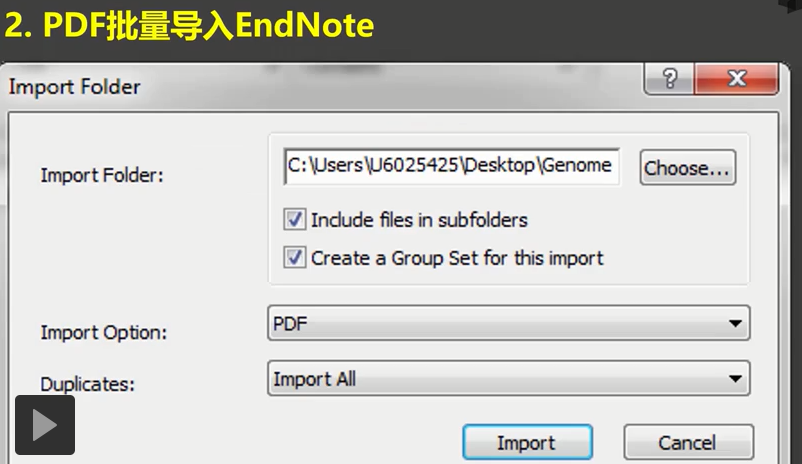 2. PDF批量导入EndNote
Import Folder
Import Folder:
C:\Users\U6025425\Desktop\Genome
Choose...
Include files in subfolders
Create a Group Set for this import
Import Option:
PDF
Duplicates:
Import All
Import
Cancel